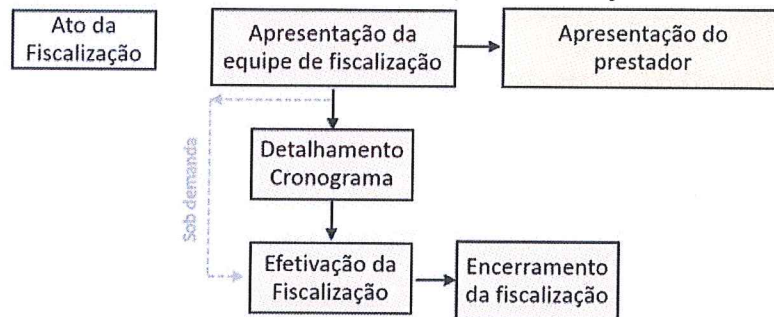 Ato da
Fiscalização
Apresentação da
equipe de fiscalização
Apresentação do
prestador
Detalhamento
Cronograma
Sob demanda
Efetivação da
Fiscalização
Encerramento
da fiscalização